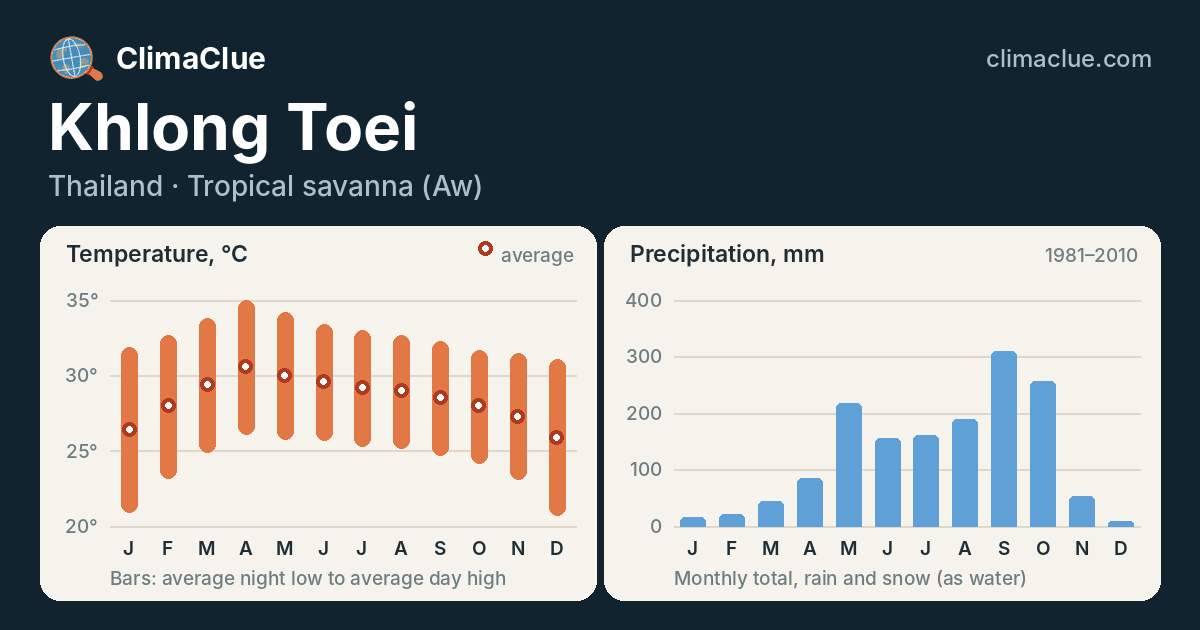 ClimaClue
climaclue.com
Khlong Toei
Thailand · Tropical savanna (Aw)
Temperature, °C
average
35°
30°
25°
20°
J F M A M J J A S O N D
Bars: average night low to average day high
Precipitation, mm
1981–2010
400
300
200
100
0
J F M A M J J A S O N D
Monthly total, rain and snow (as water)